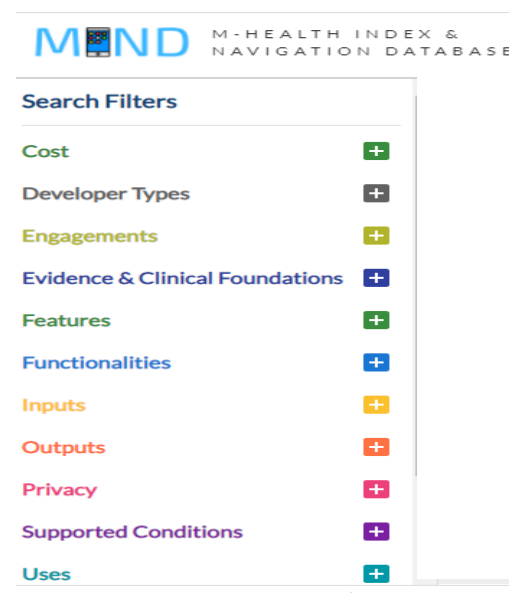 MIND
M-HEALTH INDEX &
NAVIGATION DATABASE
Search Filters
Cost
Developer Types
Engagements
Evidence & Clinical Foundations
Features
Functionalities
Inputs
Outputs
Privacy
Supported Conditions
Uses